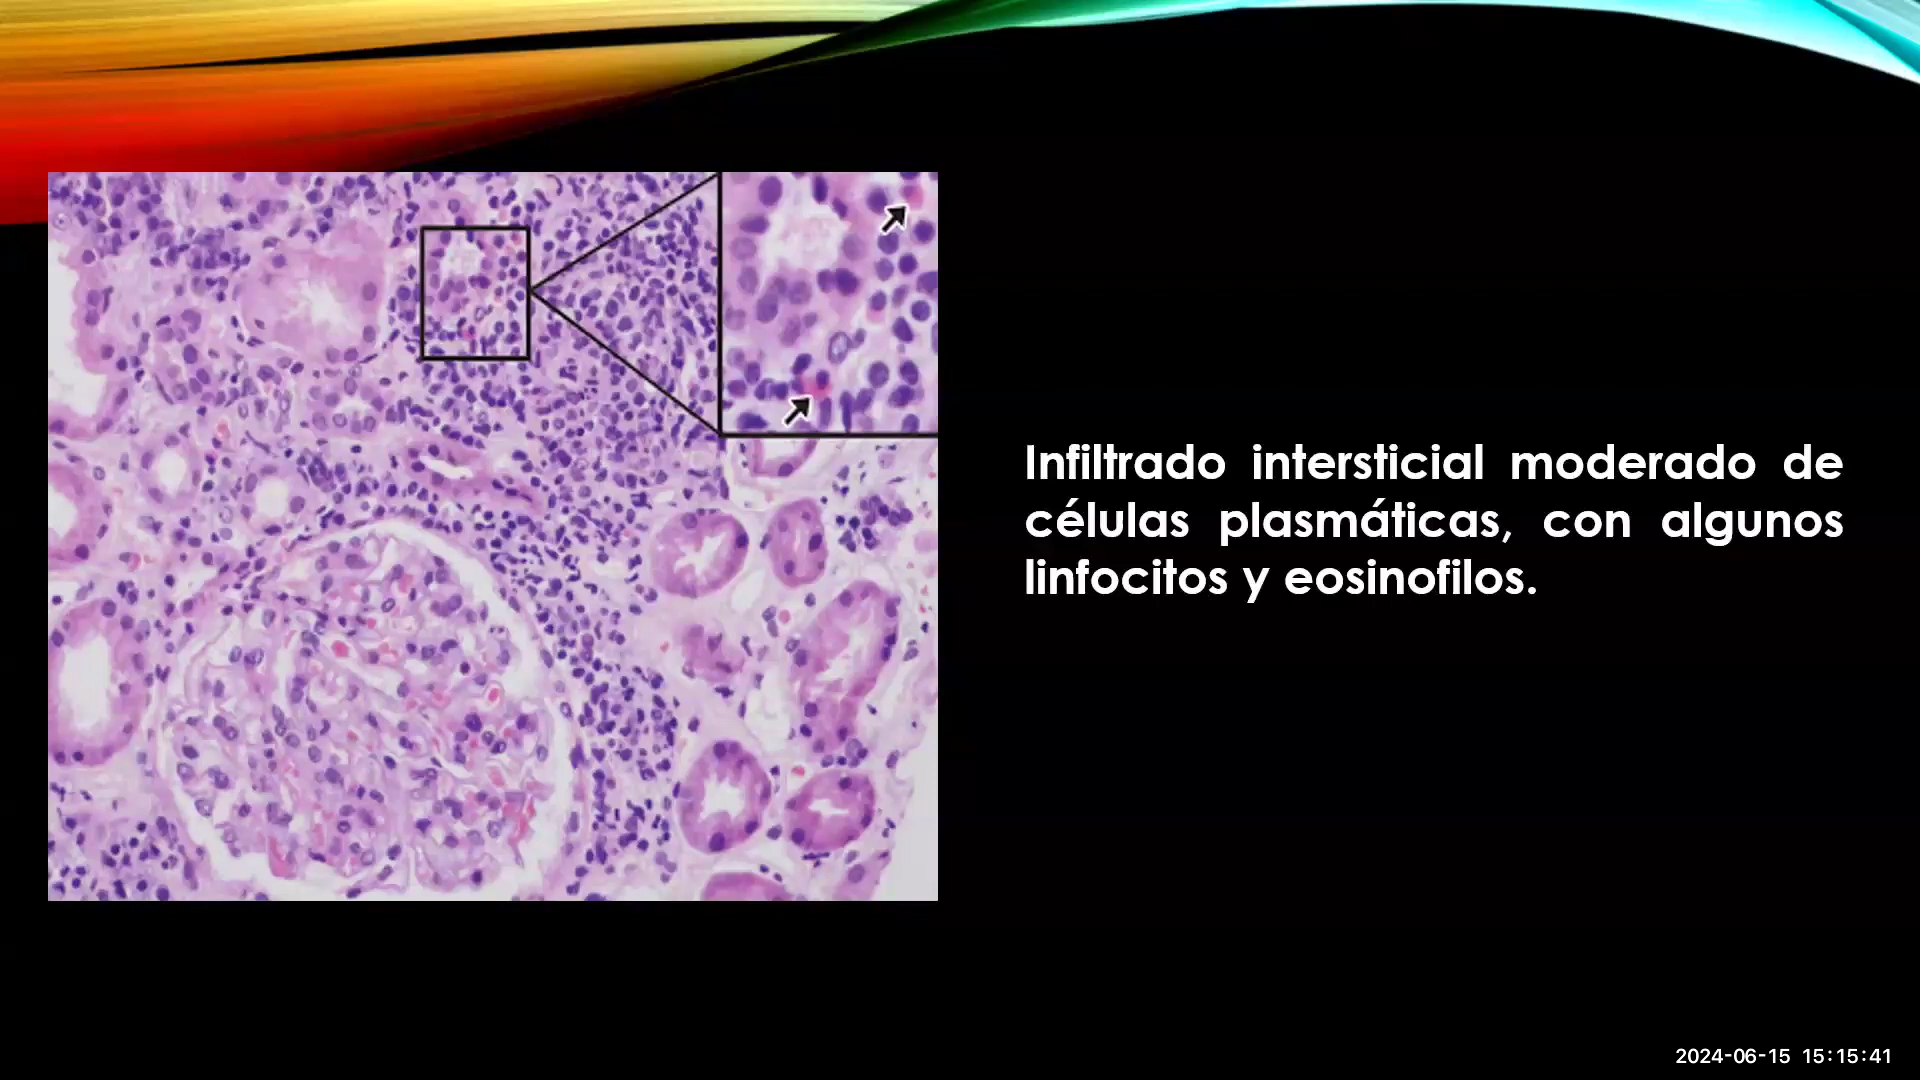 Infiltrado intersticial moderado de
células plasmáticas, con algunos
linfocitos y eosinofilos.
2024-06-15 15:15:41